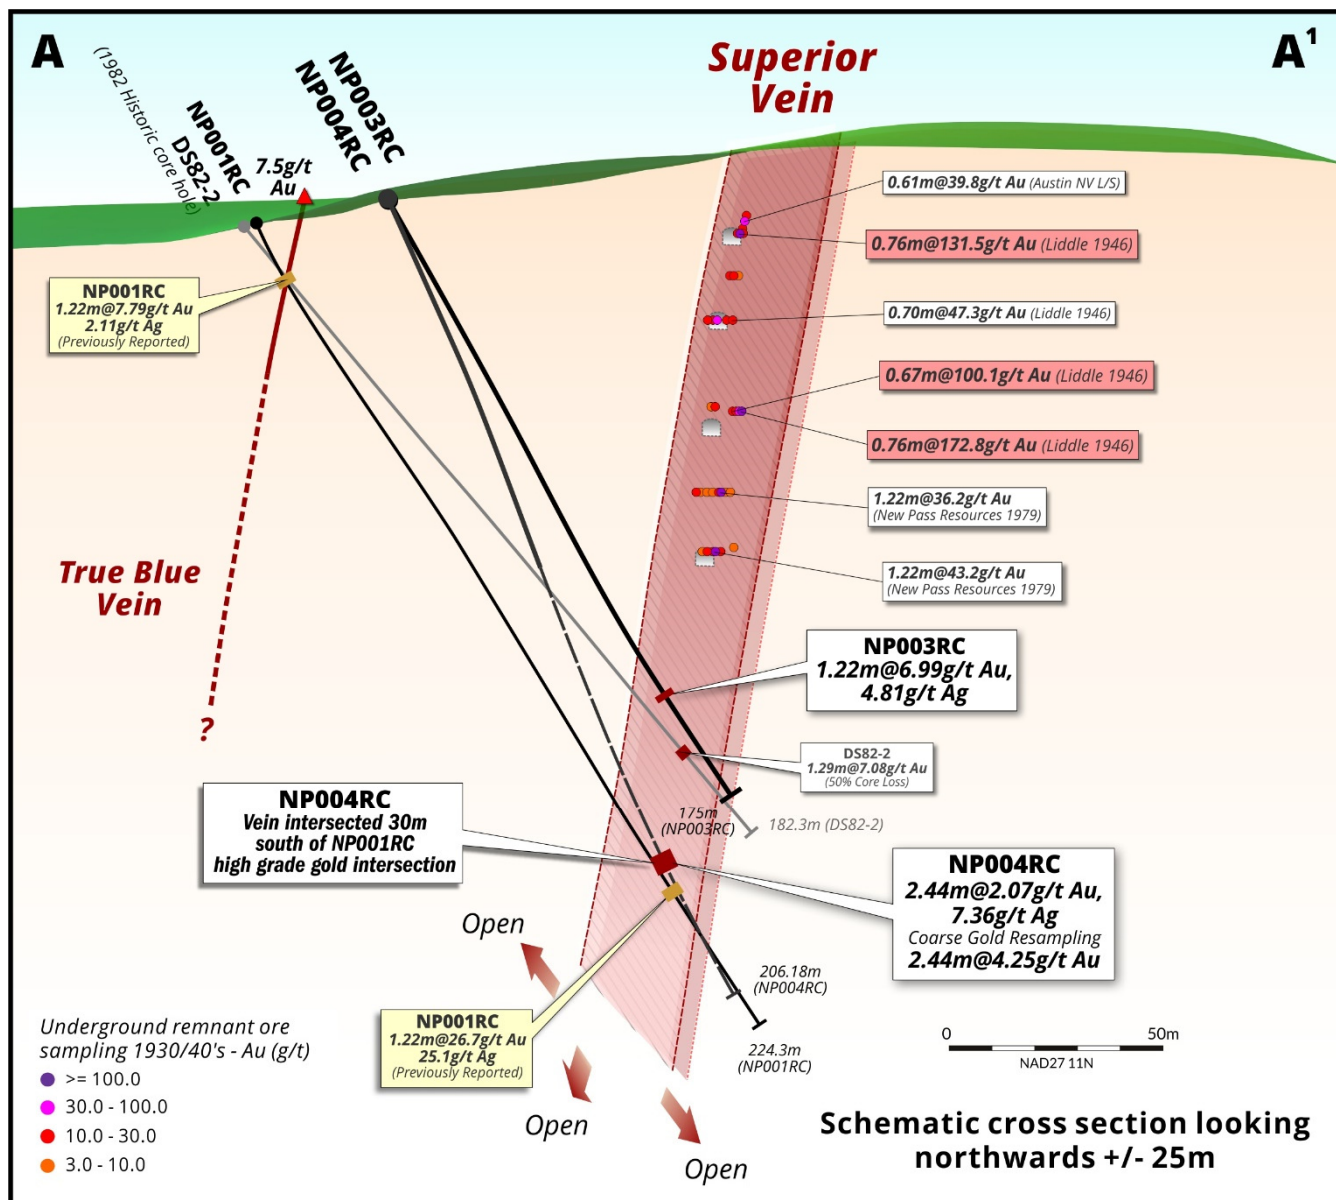 A
A¹
Superior
Vein
(1982 Historic core hole)
NP001RC
DS82-2
NP003RC
NP004RC
7.5g/t
Au
0.61m@39.8g/t Au (Austin NV L/S)
0.76m@131.5g/t Au (Liddle 1946)
NP001RC
1.22m@7.79g/t Au
2.11g/t Ag
(Previously Reported)
0.70m@47.3g/t Au (Liddle 1946)
0.67m@100.1g/t Au (Liddle 1946)
0.76m@172.8g/t Au (Liddle 1946)
1.22m@36.2g/t Au
(New Pass Resources 1979)
1.22m@43.2g/t Au
(New Pass Resources 1979)
True Blue
Vein
?
NP003RC
1.22m@6.99g/t Au,
4.81g/t Ag
DS82-2
1.29m@7.08g/t Au
(50% Core Loss)
175m
(NP003RC)
182.3m (DS82-2)
NP004RC
Vein intersected 30m
south of NP001RC
high grade gold intersection
NP004RC
2.44m@2.07g/t Au,
7.36g/t Ag
Coarse Gold Resampling
2.44m@4.25g/t Au
Open
206.18m
(NP004RC)
NP001RC
1.22m@26.7g/t Au
25.1g/t Ag
(Previously Reported)
224.3m
(NP001RC)
Open
Open
0 50m
NAD27 11N
Underground remnant ore
sampling 1930/40's - Au (g/t)
>= 100.0
30.0 - 100.0
10.0 - 30.0
3.0 - 10.0
Schematic cross section looking
northwards +/- 25m